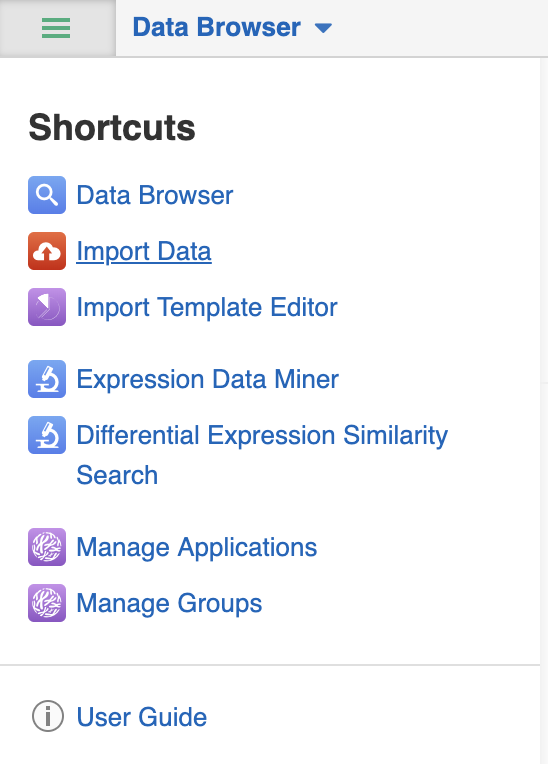 Data Browser
Shortcuts
Data Browser
Import Data
Import Template Editor
Expression Data Miner
Differential Expression Similarity
Search
Manage Applications
Manage Groups
User Guide